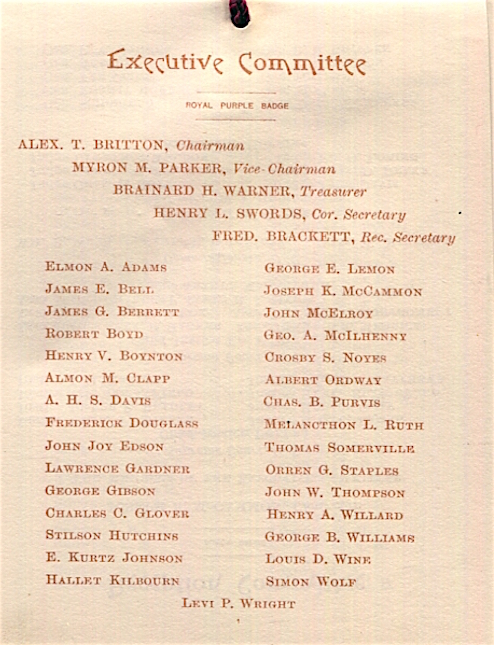 Executive Committee
ROYAL PURPLE BADGE
ALEX. T. BRITTON, Chairman
MYRON M. PARKER, Vice-Chairman
BRAINARD H. WARNER, Treasurer
HENRY L. SWORDS, Cor. Secretary
FRED. BRACKETT, Rec. Secretary
ELMON A. ADAMS
JAMES E. BELL
JAMES G. BERRETT
ROBERT BOYD
HENRY V. BOYNTON
ALMON M. CLAPP
A. H. S. DAVIS
FREDERICK DOUGLASS
JOHN JOY EDSON
LAWRENCE GARDNER
GEORGE GIBSON
CHARLES C. GLOVER
STILSON HUTCHINS
E. KURTZ JOHNSON
HALLET KILBOURN
GEORGE E. LEMON
JOSEPH K. MCCAMMON
JOHN MCELROY
GEO. A. MCILHENNY
CROSBY S. NOYES
ALBERT ORDWAY
CHAS. B. PURVIS
MELANCTHON L. RUTH
THOMAS SOMERVILLE
ORREN G. STAPLES
JOHN W. THOMPSON
HENRY A. WILLARD
GEORGE B. WILLIAMS
LOUIS D. WINE
SIMON WOLF
LEVI P. WRIGHT